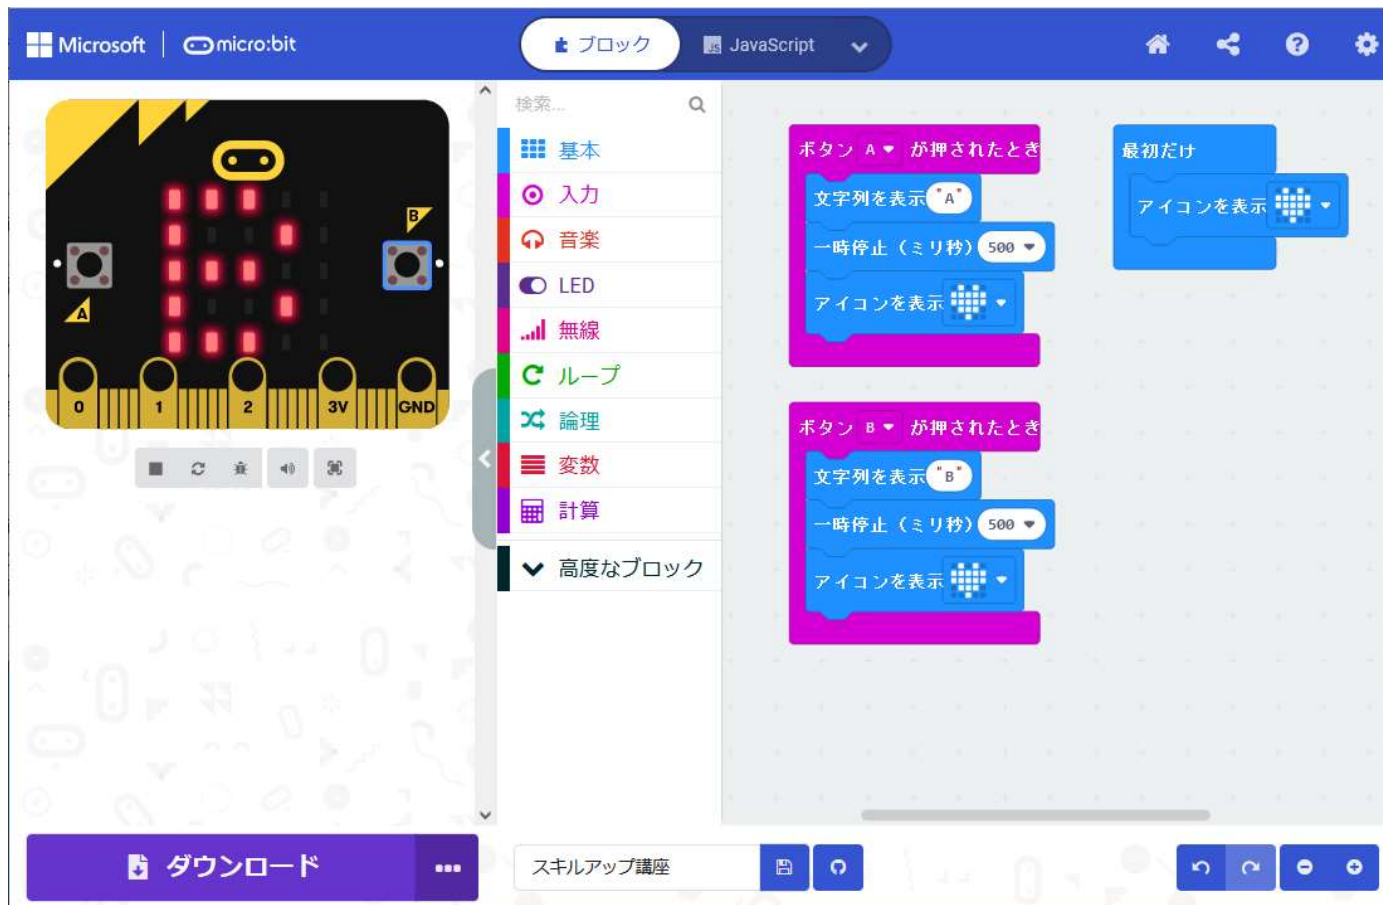 Microsoft micro:bit
ブロック
JavaScript
B
A
0 1 2 3V GND
検索...
基本
入力
音楽
LED
無線
ループ
論理
変数
計算
高度なブロック
ボタン A が押されたとき
文字列を表示 "A"
一時停止（ミリ秒） 500
アイコンを表示
最初だけ
アイコンを表示
ボタン B が押されたとき
文字列を表示 "B"
一時停止（ミリ秒） 500
アイコンを表示
ダウンロード
スキルアップ講座